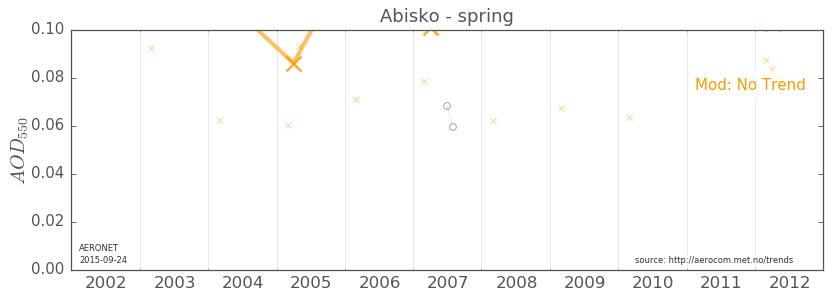 Abisko - spring
0.10
0.08
0.06
0.04
0.02
0.00
AOD550
Mod: No Trend
AERONET
2015-09-24
source: http://aerocom.met.no/trends
2002 2003 2004 2005 2006 2007 2008 2009 2010 2011 2012